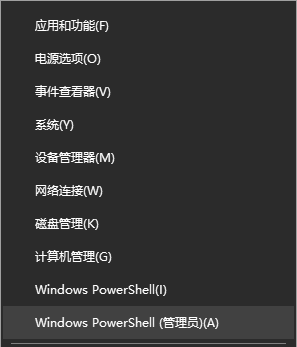 应用和功能(F)
电源选项(O)
事件查看器(V)
系统(Y)
设备管理器(M)
网络连接(W)
磁盘管理(K)
计算机管理(G)
Windows PowerShell(I)
Windows PowerShell (管理员)(A)